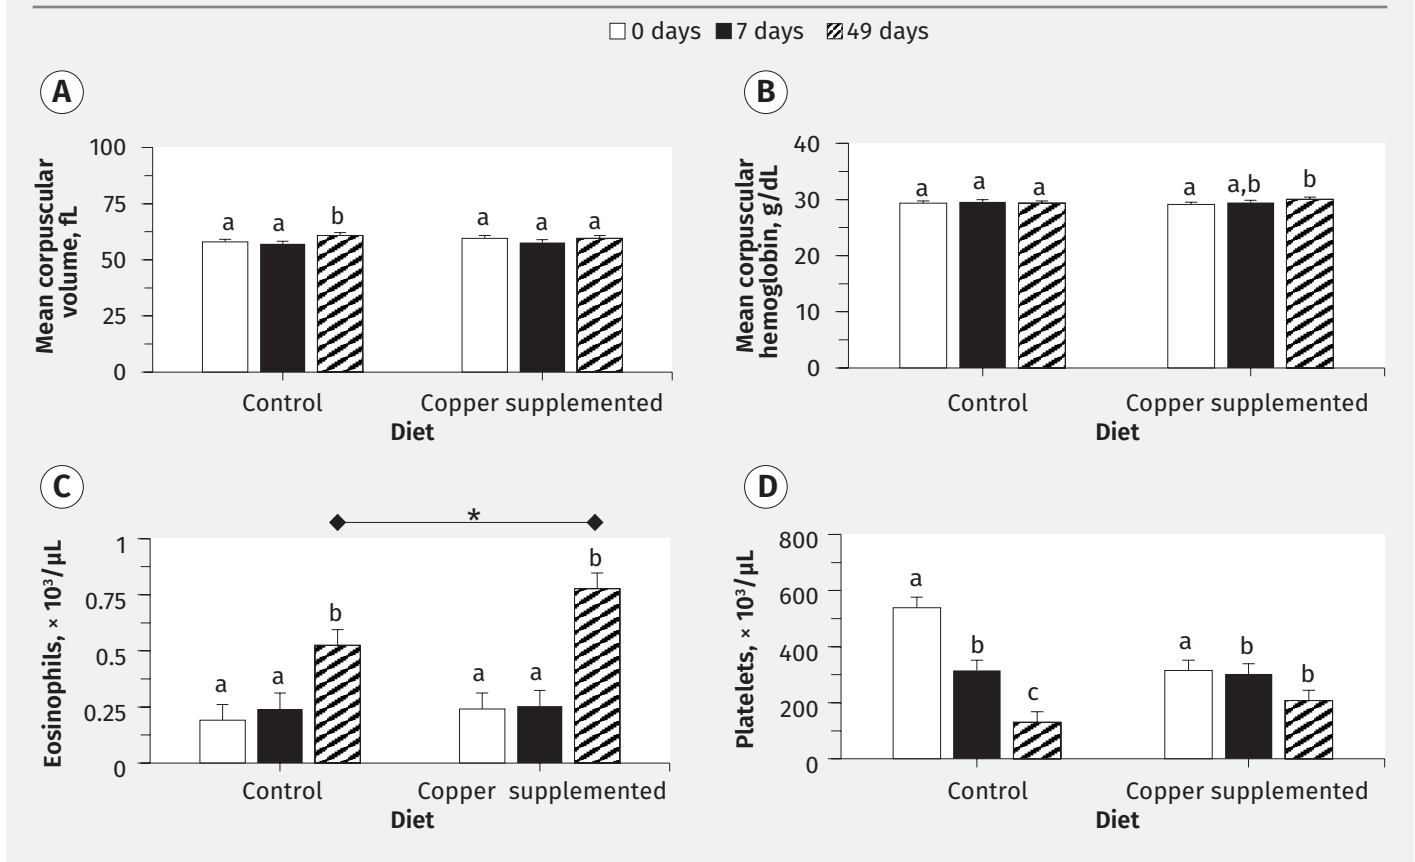 0 days 7 days 49 days
A
Mean corpuscular
volume, fL
100
75
50
25
0
a a b a a a
Control Copper supplemented
Diet
B
Mean corpuscular
hemoglobin, g/dL
40
30
20
10
0
a a a a a,b b
Control Copper supplemented
Diet
C
Eosinophils, × 10³/µL
1
0.75
0.5
0.25
0
*
a a b a a b
Control Copper supplemented
Diet
D
Platelets, × 10³/µL
800
600
400
200
0
a b c a b b
Control Copper supplemented
Diet